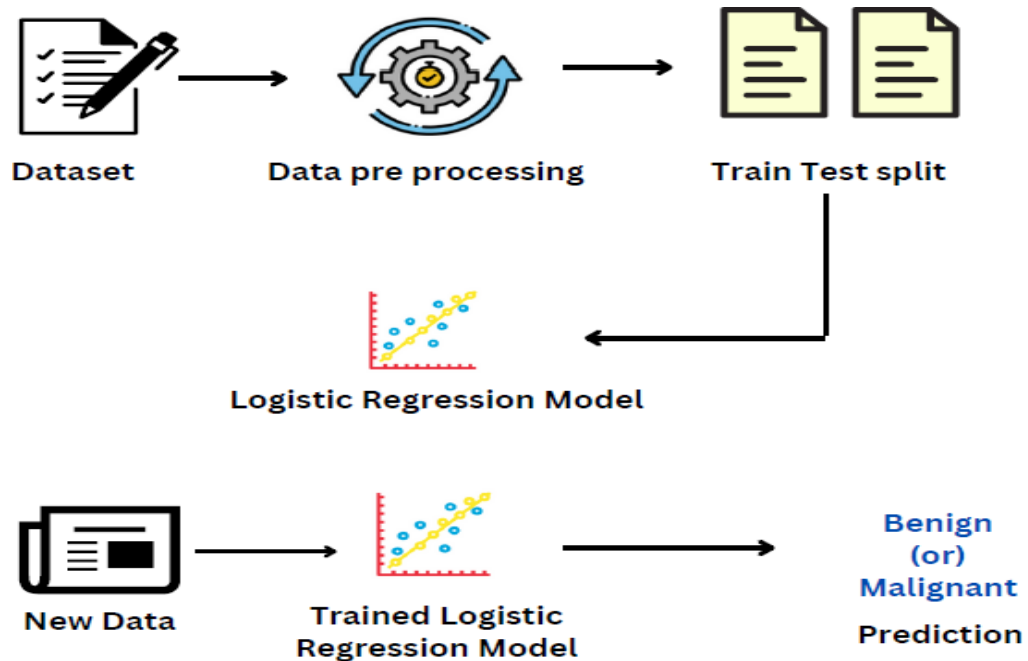 Dataset
Data pre processing
Train Test split
Logistic Regression Model
New Data
Trained Logistic
Regression Model
Benign
(or)
Malignant
Prediction